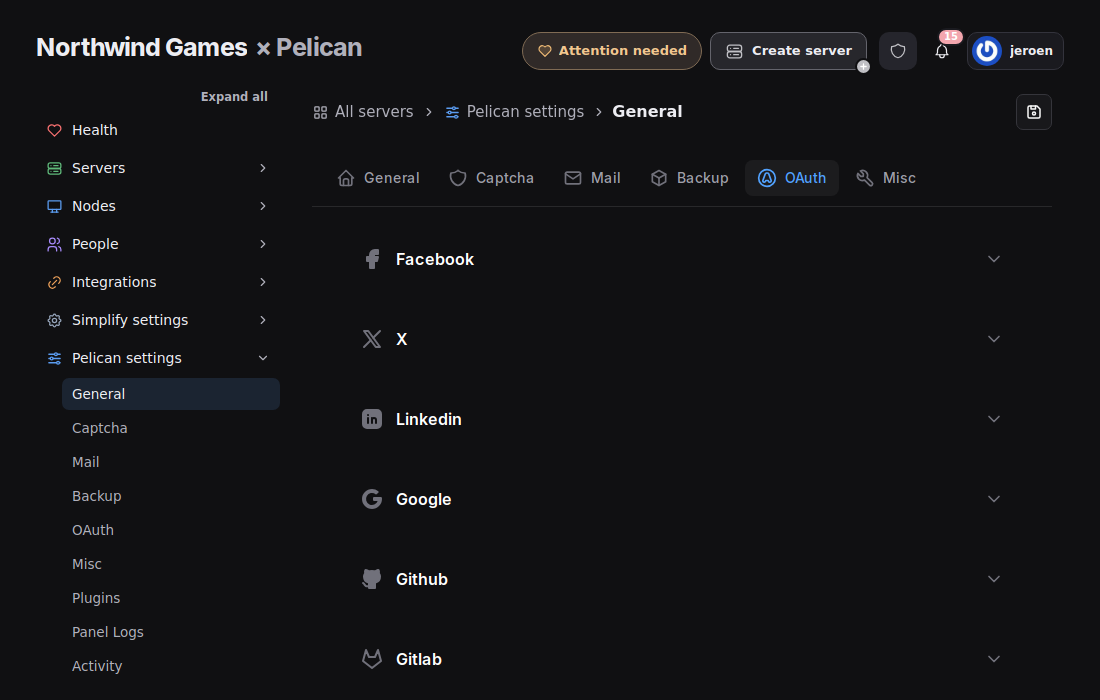 Northwind Games × Pelican
Attention needed
Create server
15
jeroen
Expand all
Health
Servers
Nodes
People
Integrations
Simplify settings
Pelican settings
General
Captcha
Mail
Backup
OAuth
Misc
Plugins
Panel Logs
Activity
All servers > Pelican settings > General
General Captcha Mail Backup OAuth Misc
Facebook
X
Linkedin
Google
Github
Gitlab